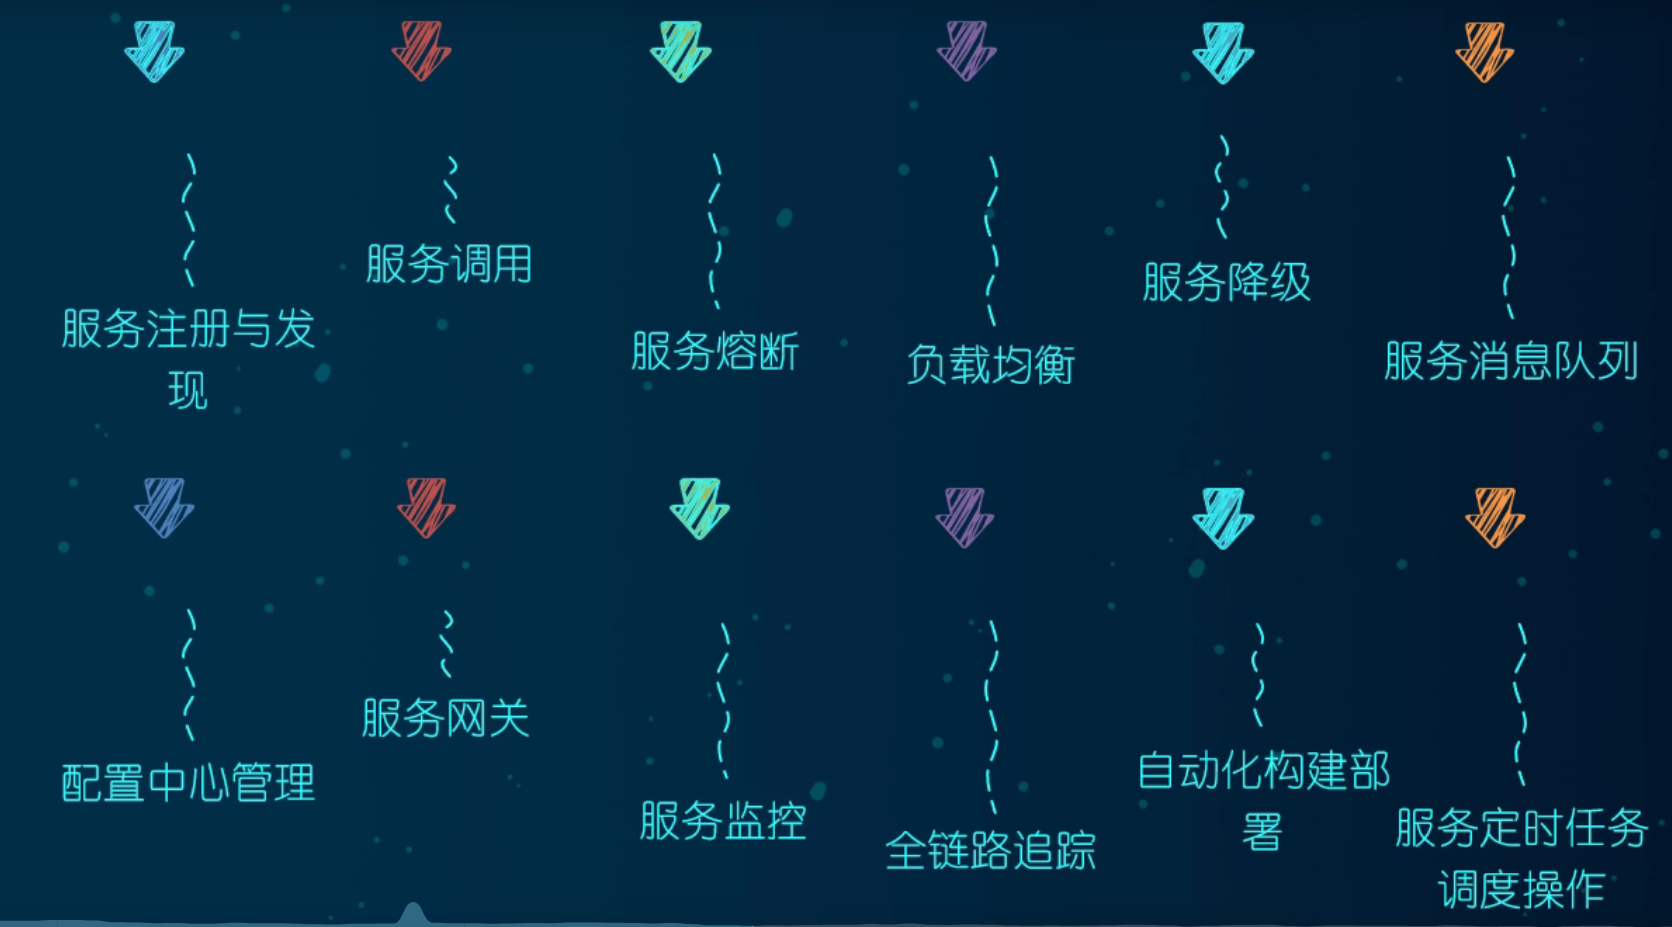 服务注册与发
现
服务调用
服务熔断
负载均衡
服务降级
服务消息队列
配置中心管理
服务网关
服务监控
全链路追踪
自动化构建部
署
服务定时任务
调度操作